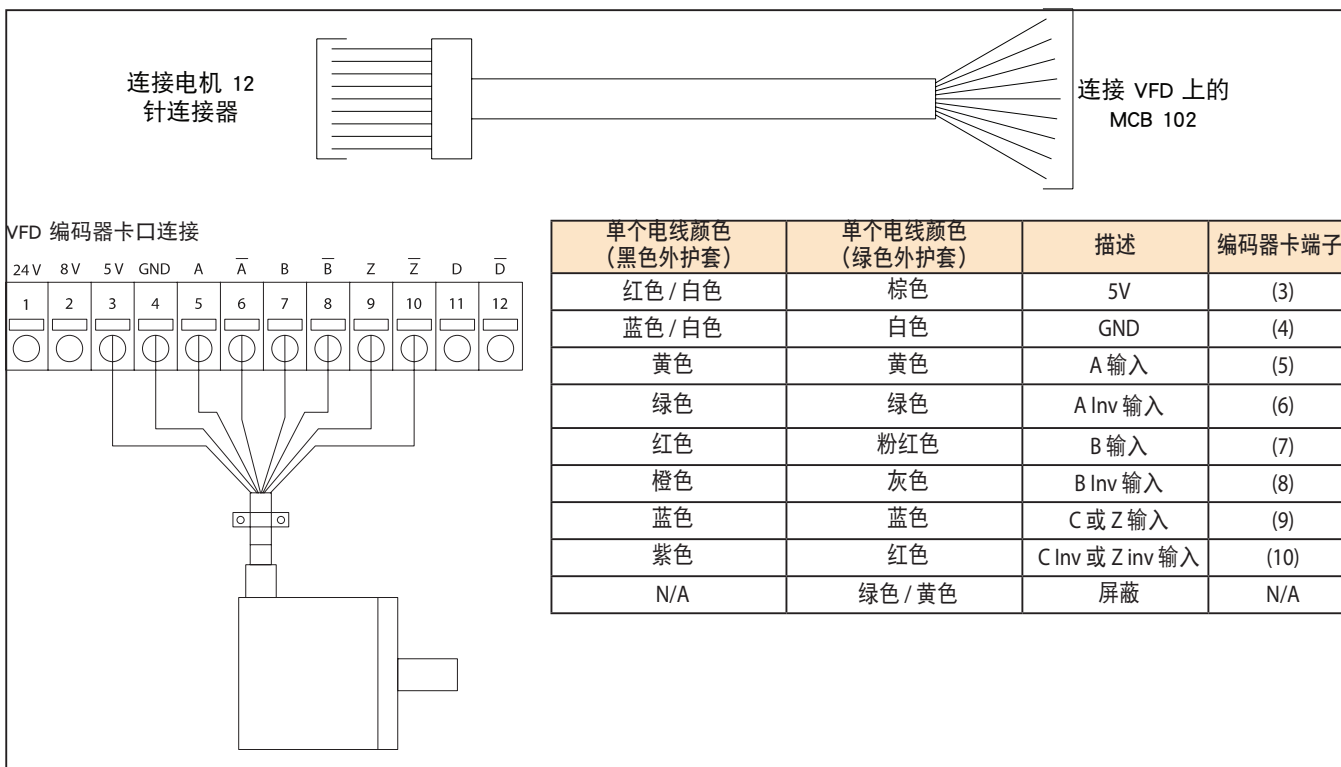 连接电机 12
针连接器
连接 VFD 上的
MCB 102
VFD 编码器卡口连接
24 V 8 V 5 V GND A A̅ B B̅ Z Z̅ D D̅
1 2 3 4 5 6 7 8 9 10 11 12
单个电线颜色 单个电线颜色 描述 编码器卡端子
(黑色外护套) (绿色外护套)
红色 / 白色 棕色 5V (3)
蓝色 / 白色 白色 GND (4)
黄色 黄色 A 输入 (5)
绿色 绿色 A Inv 输入 (6)
红色 粉红色 B 输入 (7)
橙色 灰色 B Inv 输入 (8)
蓝色 蓝色 C 或 Z 输入 (9)
紫色 红色 C Inv 或 Z inv 输入 (10)
N/A 绿色 / 黄色 屏蔽 N/A